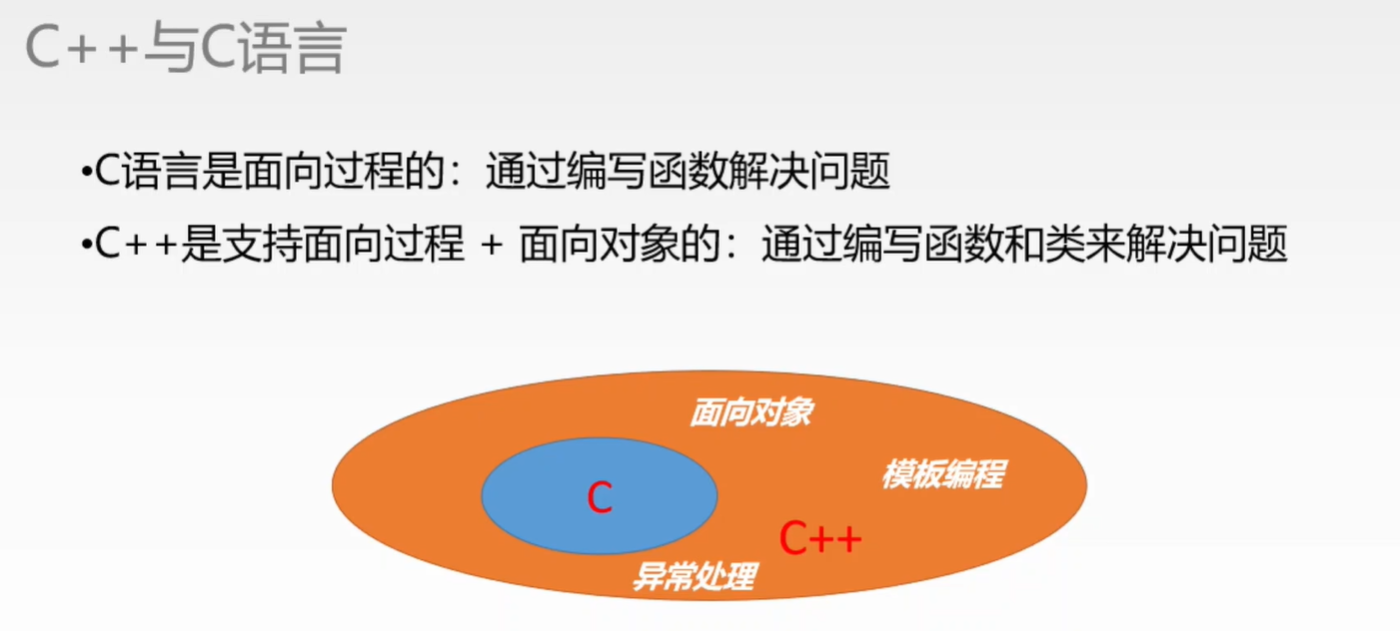 C++与C语言
•C语言是面向过程的：通过编写函数解决问题
•C++是支持面向过程 + 面向对象的：通过编写函数和类来解决问题
面向对象
模板编程
C
C++
异常处理